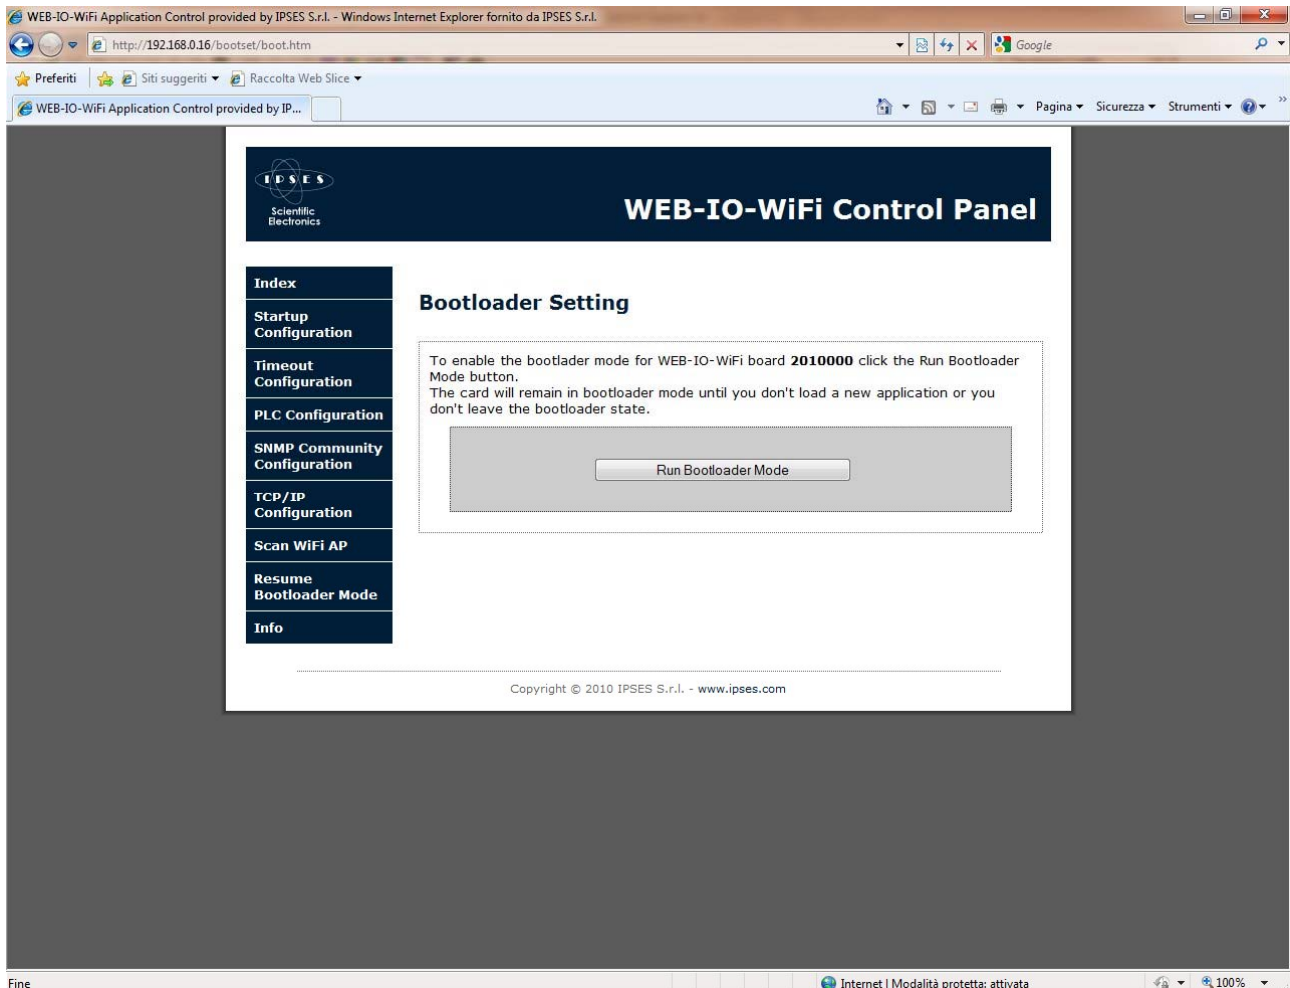 WEB-IO-WiFi Application Control provided by IPSES S.r.l. - Windows Internet Explorer fornito da IPSES S.r.l.
http://192.168.0.16/bootset/boot.htm
Google
Preferiti
Siti suggeriti
Raccolta Web Slice
WEB-IO-WiFi Application Control provided by IP...
Pagina
Sicurezza
Strumenti
IPSES
Scientific
Electronics
WEB-IO-WiFi Control Panel
Index
Startup
Configuration
Timeout
Configuration
PLC Configuration
SNMP Community
Configuration
TCP/IP
Configuration
Scan WiFi AP
Resume
Bootloader Mode
Info
Bootloader Setting
To enable the bootlader mode for WEB-IO-WiFi board 2010000 click the Run Bootloader
Mode button.
The card will remain in bootloader mode until you don't load a new application or you
don't leave the bootloader state.
Run Bootloader Mode
Copyright © 2010 IPSES S.r.l. - www.ipses.com
Fine
Internet | Modalità protetta: attivata
100%